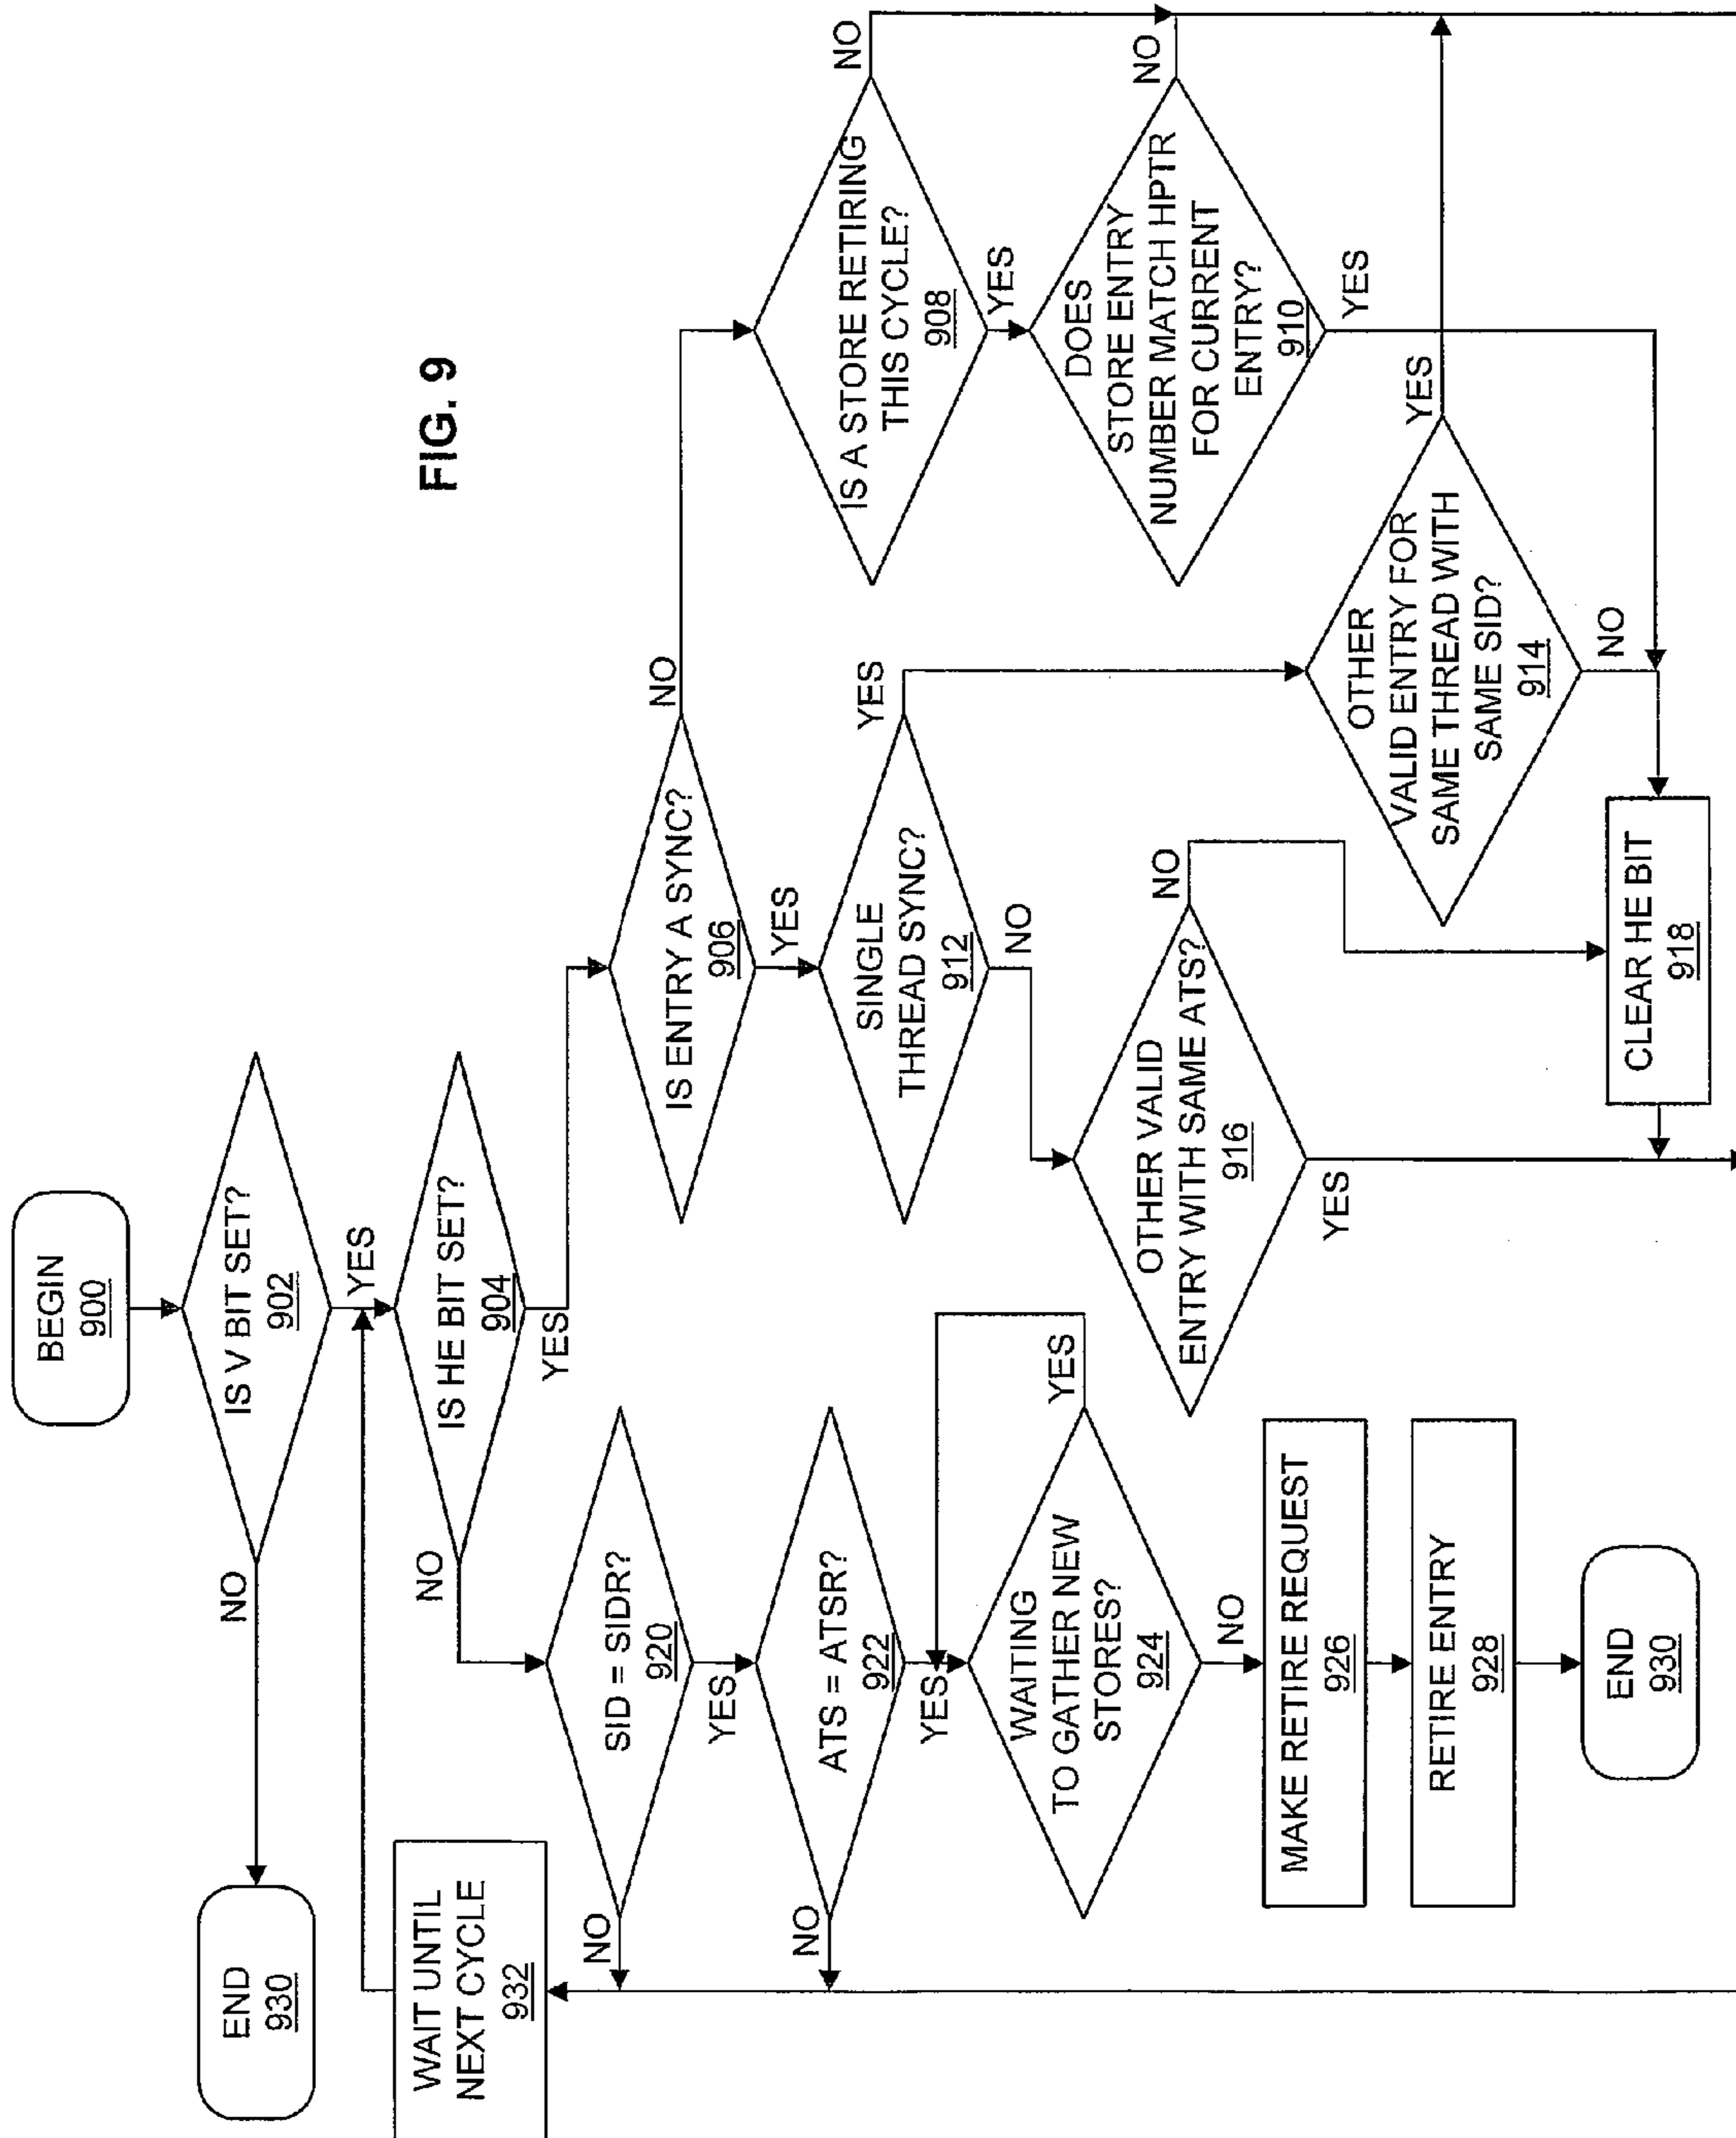 FIG. 9
BEGIN
900
IS V BIT SET?
902
NO
YES
END
930
IS HE BIT SET?
904
NO
YES
WAIT UNTIL
NEXT CYCLE
932
IS ENTRY A SYNC?
906
NO
YES
IS A STORE RETIRING
THIS CYCLE?
908
NO
YES
DOES
STORE ENTRY
NUMBER MATCH HPTR
FOR CURRENT
ENTRY?
910
NO
YES
SINGLE
THREAD SYNC?
912
YES
NO
OTHER
VALID ENTRY FOR
SAME THREAD WITH
SAME SID?
914
YES
NO
OTHER VALID
ENTRY WITH SAME ATS?
916
NO
YES
CLEAR HE BIT
918
SID = SIDR?
920
NO
YES
ATS = ATSR?
922
NO
YES
WAITING
TO GATHER NEW
STORES?
924
YES
NO
MAKE RETIRE REQUEST
926
RETIRE ENTRY
928
END
930